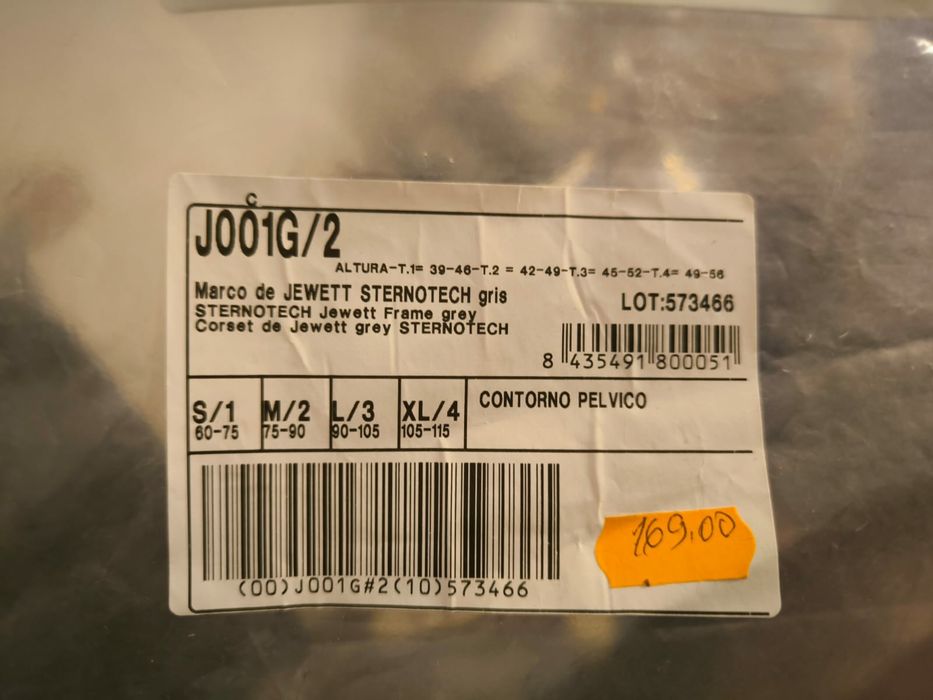 C
J001G/2
ALTURA-T.1= 39-46-T.2 = 42-49-T.3= 45-52-T.4= 49-56
Marco de JEWETT STERNOTECH gris
STERNOTECH Jewett Frame grey
Corset de Jewett grey STERNOTECH
LOT:573466
8 435491 800051
S/1 M/2 L/3 XL/4 CONTORNO PELVICO
60-75 75-90 90-105 105-115
(00)J001G#2(10)573466
169.00